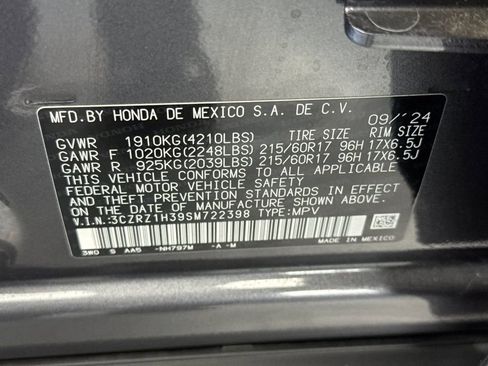 MFD.BY HONDA DE MEXICO S.A. DE C.V. 09/'24
GVWR 1910KG(4210LBS) TIRE SIZE RIM SIZE
GAWR F 1020KG(2248LBS) 215/60R17 96H 17X6.5J
GAWR R 925KG(2039LBS) 215/60R17 96H 17X6.5J
THIS VEHICLE CONFORMS TO ALL APPLICABLE
FEDERAL MOTOR VEHICLE SAFETY
AND THEFT PREVENTION STANDARDS IN EFFECT ON THE
DATE OF MANUFACTURE SHOWN ABOVE.
V.I.N.:3CZRZ1H39SM722398 TYPE:MPV
3W0 S AA5 -NH797M -A -M MADE IN MEXICO